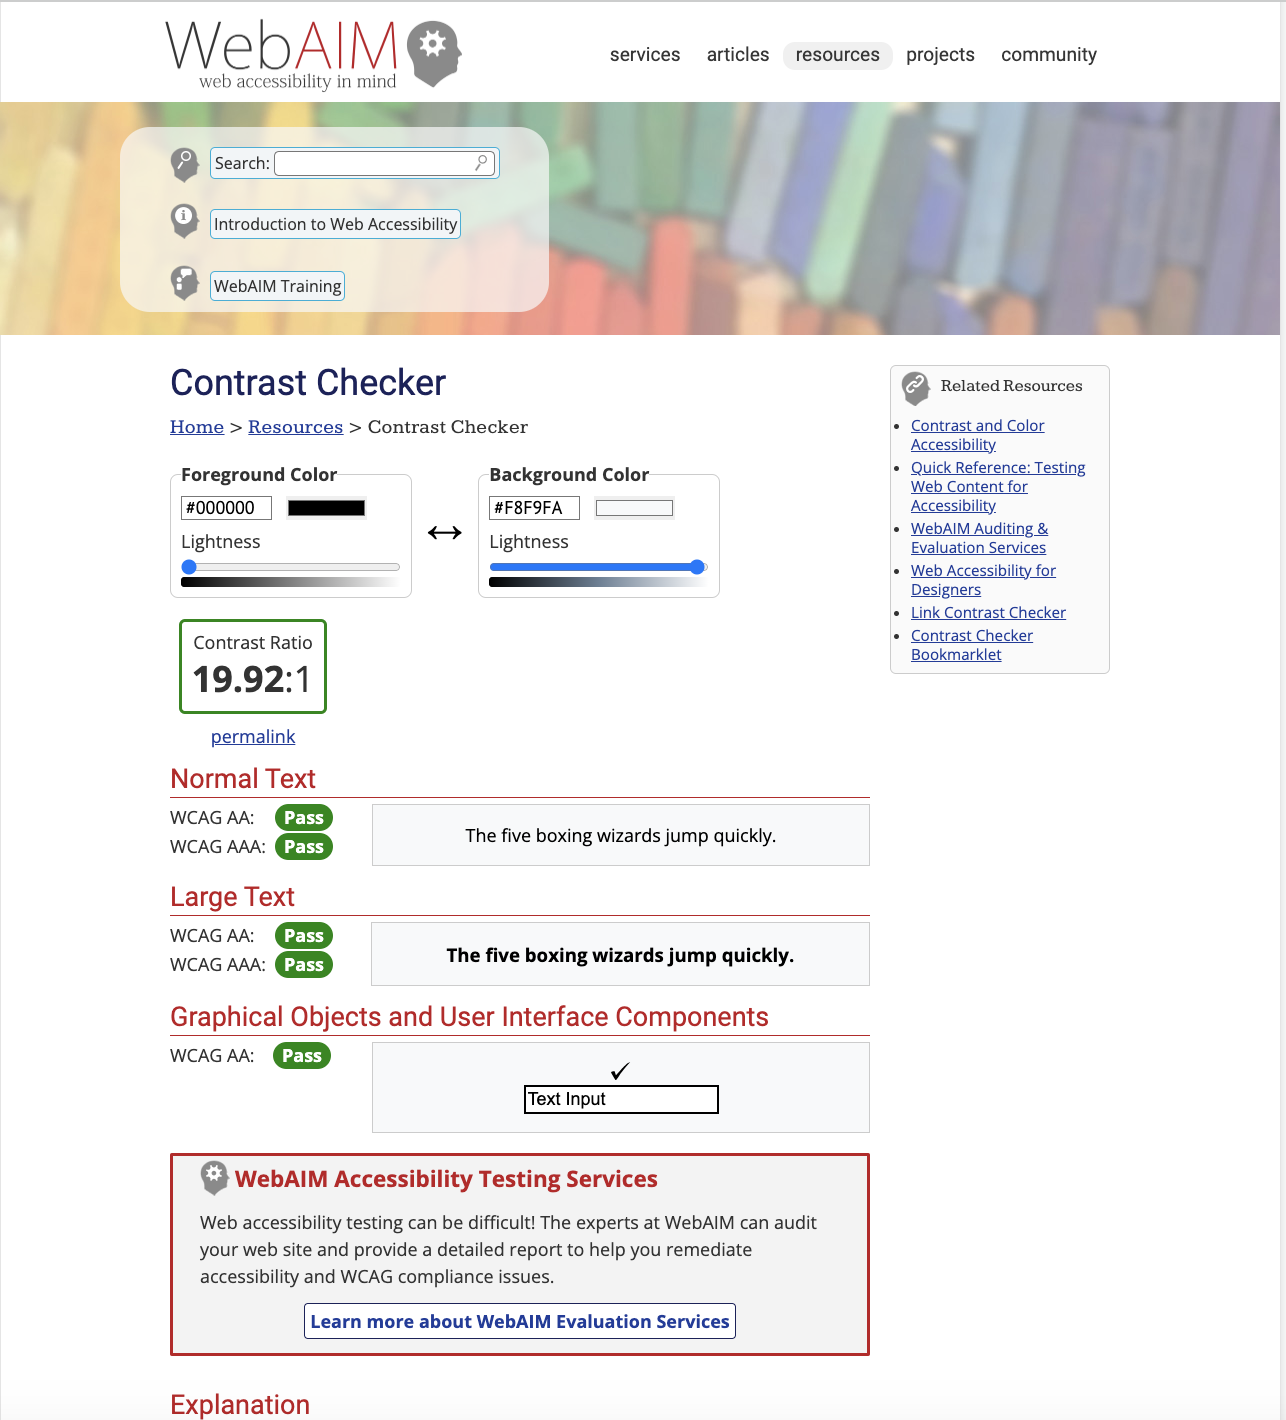 WebAIM
web accessibility in mind
services articles resources projects community
Search:
Introduction to Web Accessibility
WebAIM Training
Contrast Checker
Home > Resources > Contrast Checker
Foreground Color
#000000
Lightness
Background Color
#F8F9FA
Lightness
Contrast Ratio
19.92:1
permalink
Normal Text
WCAG AA: Pass
WCAG AAA: Pass
The five boxing wizards jump quickly.
Large Text
WCAG AA: Pass
WCAG AAA: Pass
The five boxing wizards jump quickly.
Graphical Objects and User Interface Components
WCAG AA: Pass
✓
Text Input
WebAIM Accessibility Testing Services
Web accessibility testing can be difficult! The experts at WebAIM can audit
your web site and provide a detailed report to help you remediate
accessibility and WCAG compliance issues.
Learn more about WebAIM Evaluation Services
Explanation
Related Resources
Contrast and Color
Accessibility
Quick Reference: Testing
Web Content for
Accessibility
WebAIM Auditing &
Evaluation Services
Web Accessibility for
Designers
Link Contrast Checker
Contrast Checker
Bookmarklet